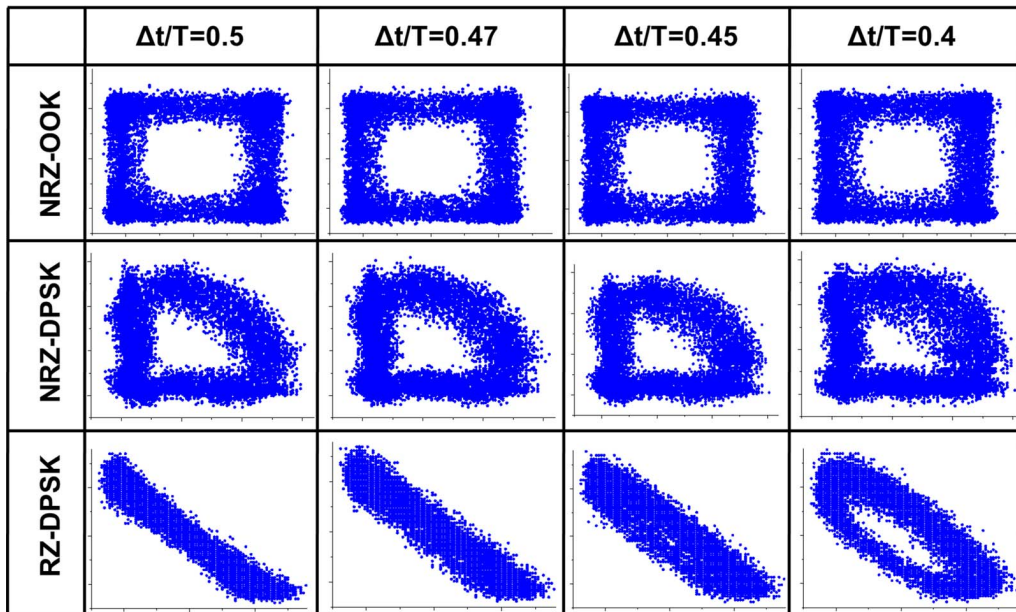 Δt/T=0.5
Δt/T=0.47
Δt/T=0.45
Δt/T=0.4
NRZ-OOK
NRZ-DPSK
RZ-DPSK